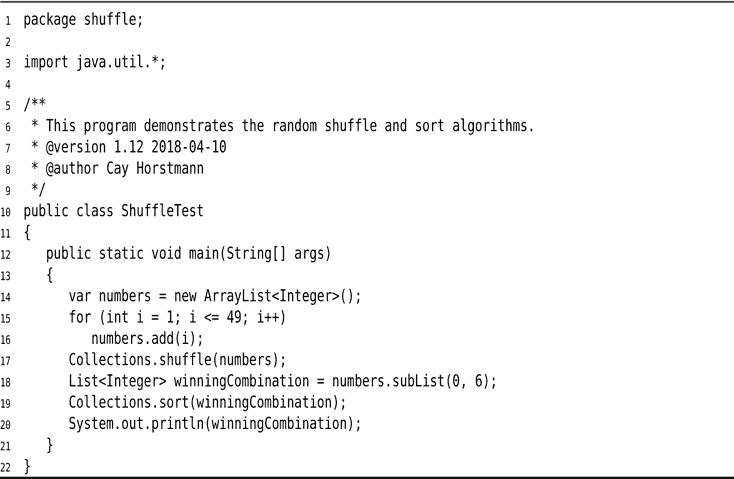 1 package shuffle;
2
3 import java.util.*;
4
5 /**
6  * This program demonstrates the random shuffle and sort algorithms.
7  * @version 1.12 2018-04-10
8  * @author Cay Horstmann
9  */
10 public class ShuffleTest
11 {
12    public static void main(String[] args)
13    {
14       var numbers = new ArrayList<Integer>();
15       for (int i = 1; i <= 49; i++)
16          numbers.add(i);
17       Collections.shuffle(numbers);
18       List<Integer> winningCombination = numbers.subList(0, 6);
19       Collections.sort(winningCombination);
20       System.out.println(winningCombination);
21    }
22 }